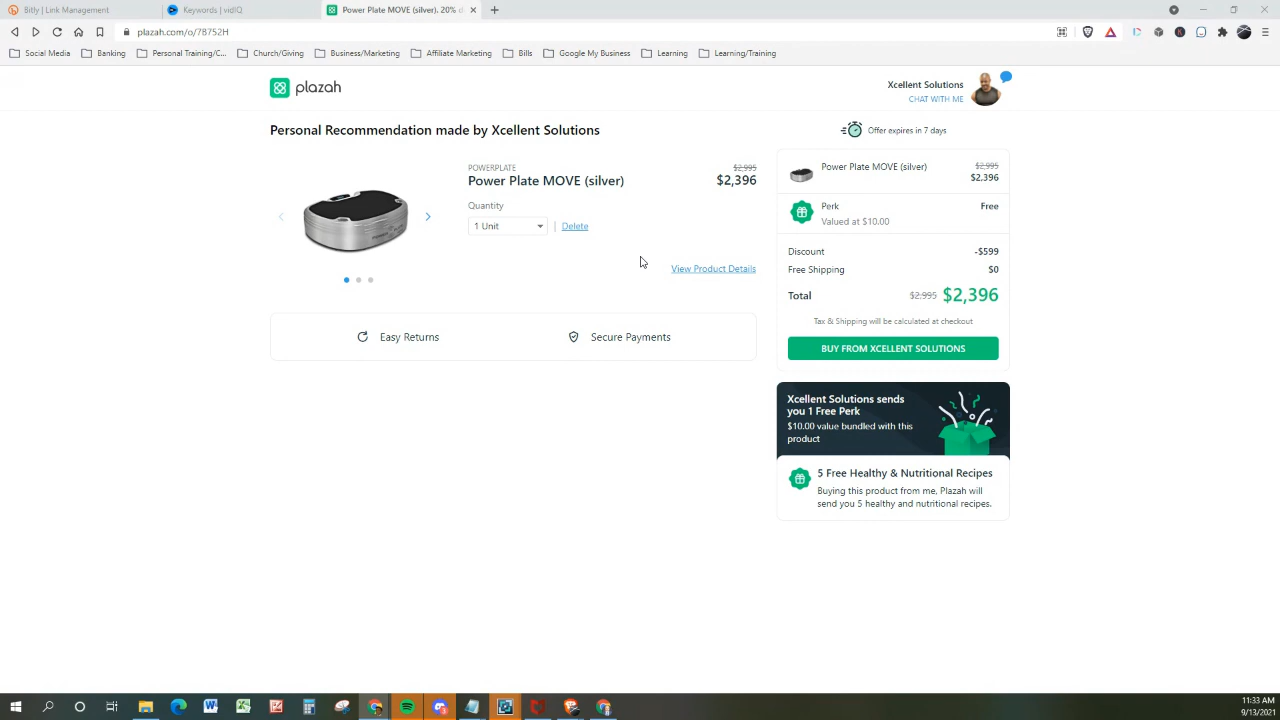 Bitly | Link Management
Keywords | vidIQ
Power Plate MOVE (silver). 20% d
plazah.com/o/7B752H
Social Media
Banking
Personal Training/C...
Church/Giving
Business/Marketing
Affiliate Marketing
Bills
Google My Business
Learning
Learning/Training
plazah
Xcellent Solutions
CHAT WITH ME
Personal Recommendation made by Xcellent Solutions
Offer expires in 7 days
POWERPLATE
$2,995
Power Plate MOVE (silver)
$2,396
Quantity
1 Unit
Delete
View Product Details
Easy Returns
Secure Payments
Power Plate MOVE (silver)
$2,995
$2,396
Perk
Free
Valued at $10.00
Discount
-$599
Free Shipping
$0
Total
$2,995 $2,396
Tax & Shipping will be calculated at checkout
BUY FROM XCELLENT SOLUTIONS
Xcellent Solutions sends
you 1 Free Perk
$10.00 value bundled with this
product
5 Free Healthy & Nutritional Recipes
Buying this product from me, Plazah will
send you 5 healthy and nutritional recipes.
11:33 AM
9/13/2021